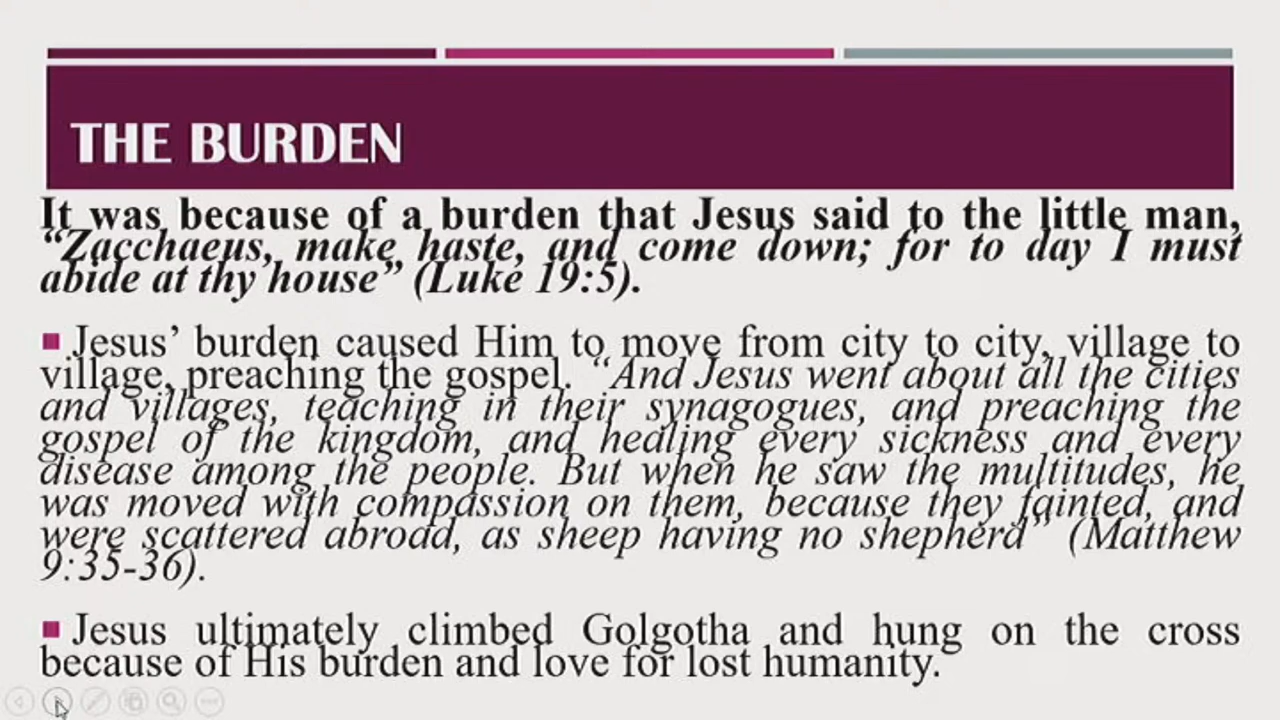 THE BURDEN
It was because of a burden that Jesus said to the little man,
“Zacchaeus, make haste, and come down; for to day I must
abide at thy house” (Luke 19:5).
Jesus’ burden caused Him to move from city to city, village to
village, preaching the gospel. “And Jesus went about all the cities
and villages, teaching in their synagogues, and preaching the
gospel of the kingdom, and healing every sickness and every
disease among the people. But when he saw the multitudes, he
was moved with compassion on them, because they fainted, and
were scattered abroad, as sheep having no shepherd” (Matthew
9:35-36).
Jesus ultimately climbed Golgotha and hung on the cross
because of His burden and love for lost humanity.